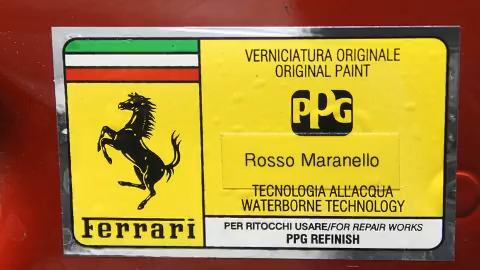 VERNICIATURA ORIGINALE
ORIGINAL PAINT
PPG
Rosso Maranello
TECNOLOGIA ALL'ACQUA
WATERBORNE TECHNOLOGY
Ferrari
PER RITOCCHI USARE/FOR REPAIR WORKS
PPG REFINISH